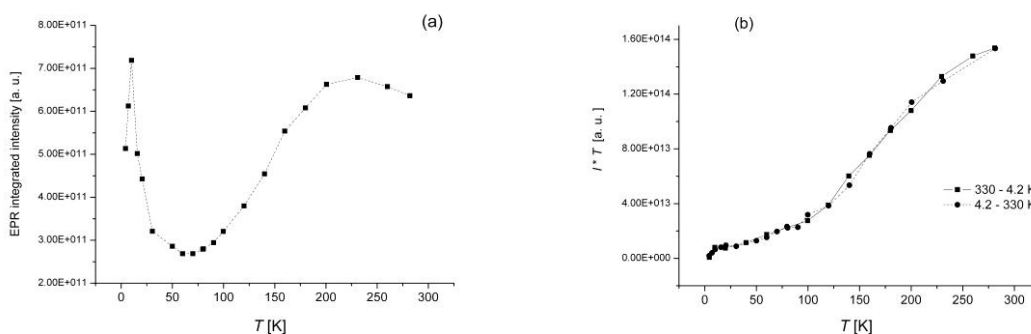 (a)
EPR integrated intensity [a. u.]
8.00E+011
7.00E+011
6.00E+011
5.00E+011
4.00E+011
3.00E+011
2.00E+011
0 50 100 150 200 250 300
T [K]
(b)
I * T [a. u.]
1.60E+014
1.20E+014
8.00E+013
4.00E+013
0.00E+000
0 50 100 150 200 250 300
T [K]
330 - 4.2 K
4.2 - 330 K